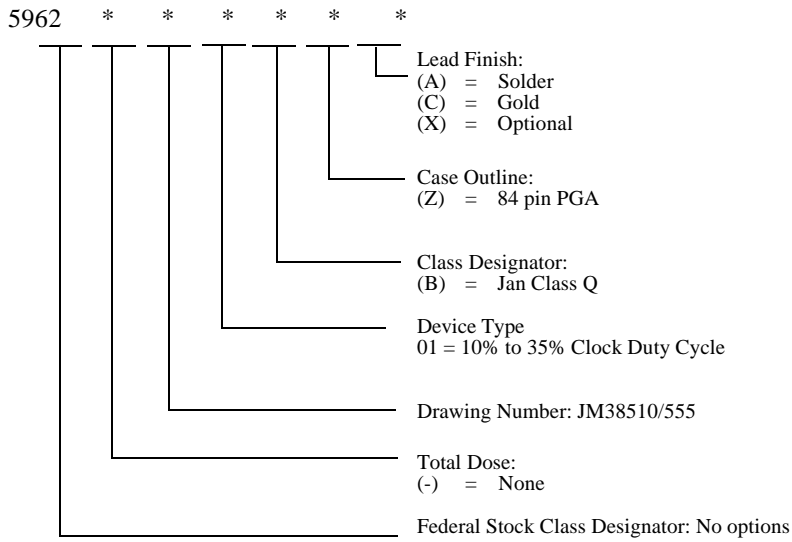 5962 * * * * * *
Lead Finish:
(A) = Solder
(C) = Gold
(X) = Optional
Case Outline:
(Z) = 84 pin PGA
Class Designator:
(B) = Jan Class Q
Device Type
01 = 10% to 35% Clock Duty Cycle
Drawing Number: JM38510/555
Total Dose:
(-) = None
Federal Stock Class Designator: No options